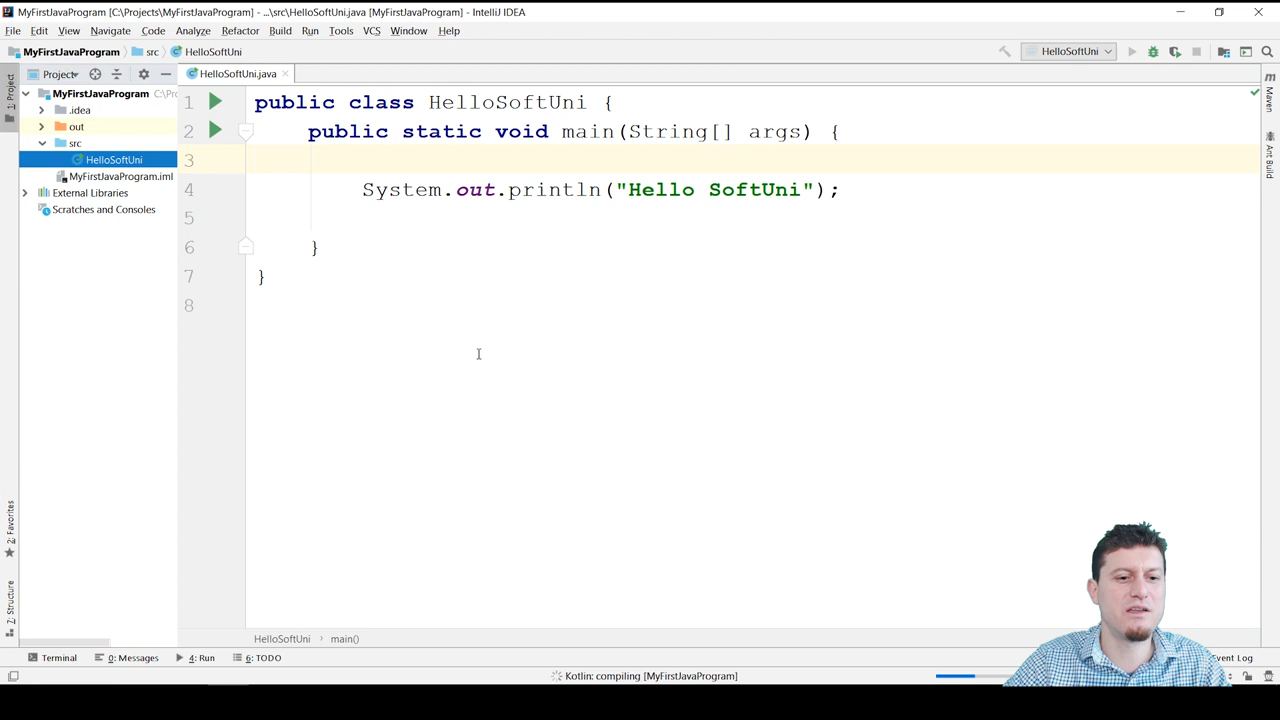 MyFirstJavaProgram [C:\Projects\MyFirstJavaProgram] - ...\src\HelloSoftUni.java [MyFirstJavaProgram] - IntelliJ IDEA
File Edit View Navigate Code Analyze Refactor Build Run Tools VCS Window Help
MyFirstJavaProgram src HelloSoftUni HelloSoftUni
1: Project
Project
HelloSoftUni.java
MyFirstJavaProgram C:\Prc
.idea
out
src
HelloSoftUni
MyFirstJavaProgram.iml
External Libraries
Scratches and Consoles
1 public class HelloSoftUni {
2 public static void main(String[] args) {
3
4 System.out.println("Hello SoftUni");
5
6 }
7 }
8
m Maven
Ant Build
2: Favorites
Z: Structure
HelloSoftUni › main()
Terminal 0: Messages 4: Run 6: TODO vent Log
Kotlin: compiling [MyFirstJavaProgram]